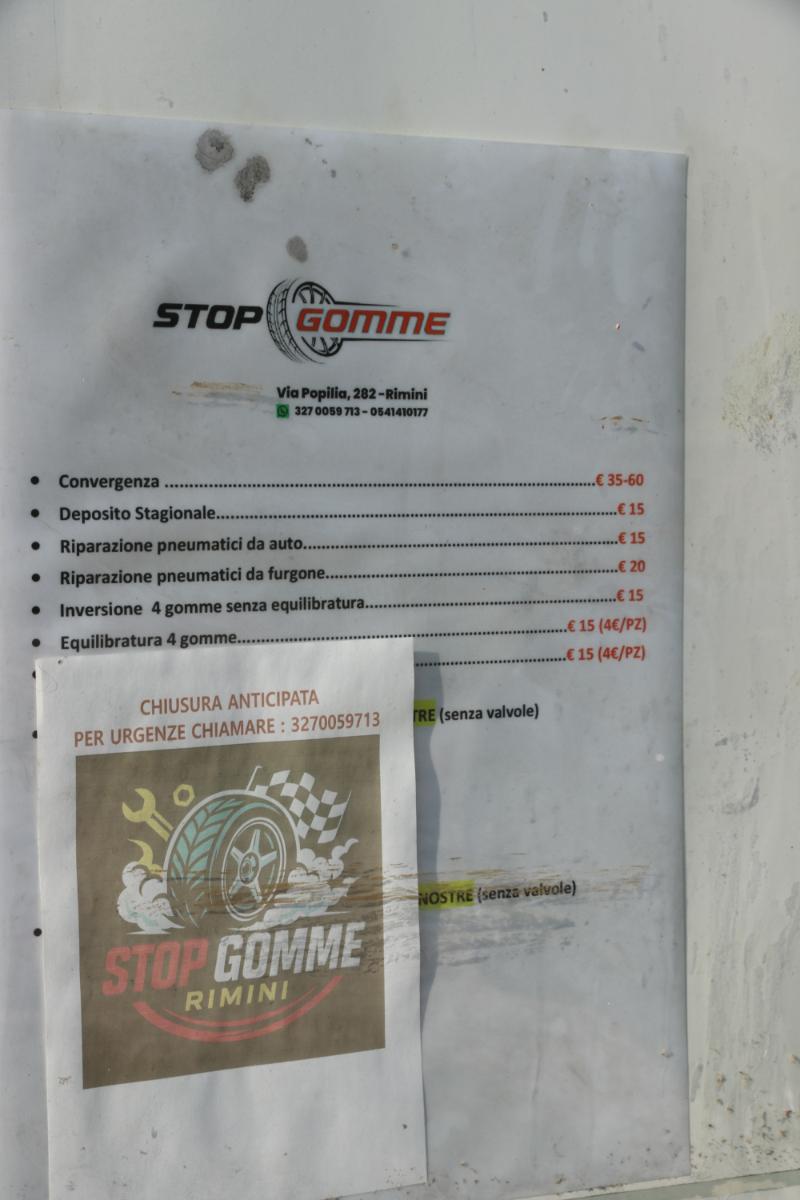 STOP GOMME
Via Popilia, 282 - Rimini
327 0059 713 - 0541410177
• Convergenza ........ € 35-60
• Deposito Stagionale........ € 15
• Riparazione pneumatici da auto........ € 15
• Riparazione pneumatici da furgone........ € 20
• Inversione 4 gomme senza equilibratura........ € 15
• Equilibratura 4 gomme........ € 15 (4€/PZ)
........ € 15 (4€/PZ)
(senza valvole)
NOSTRE (senza valvole)
CHIUSURA ANTICIPATA
PER URGENZE CHIAMARE : 3270059713
STOP GOMME
RIMINI